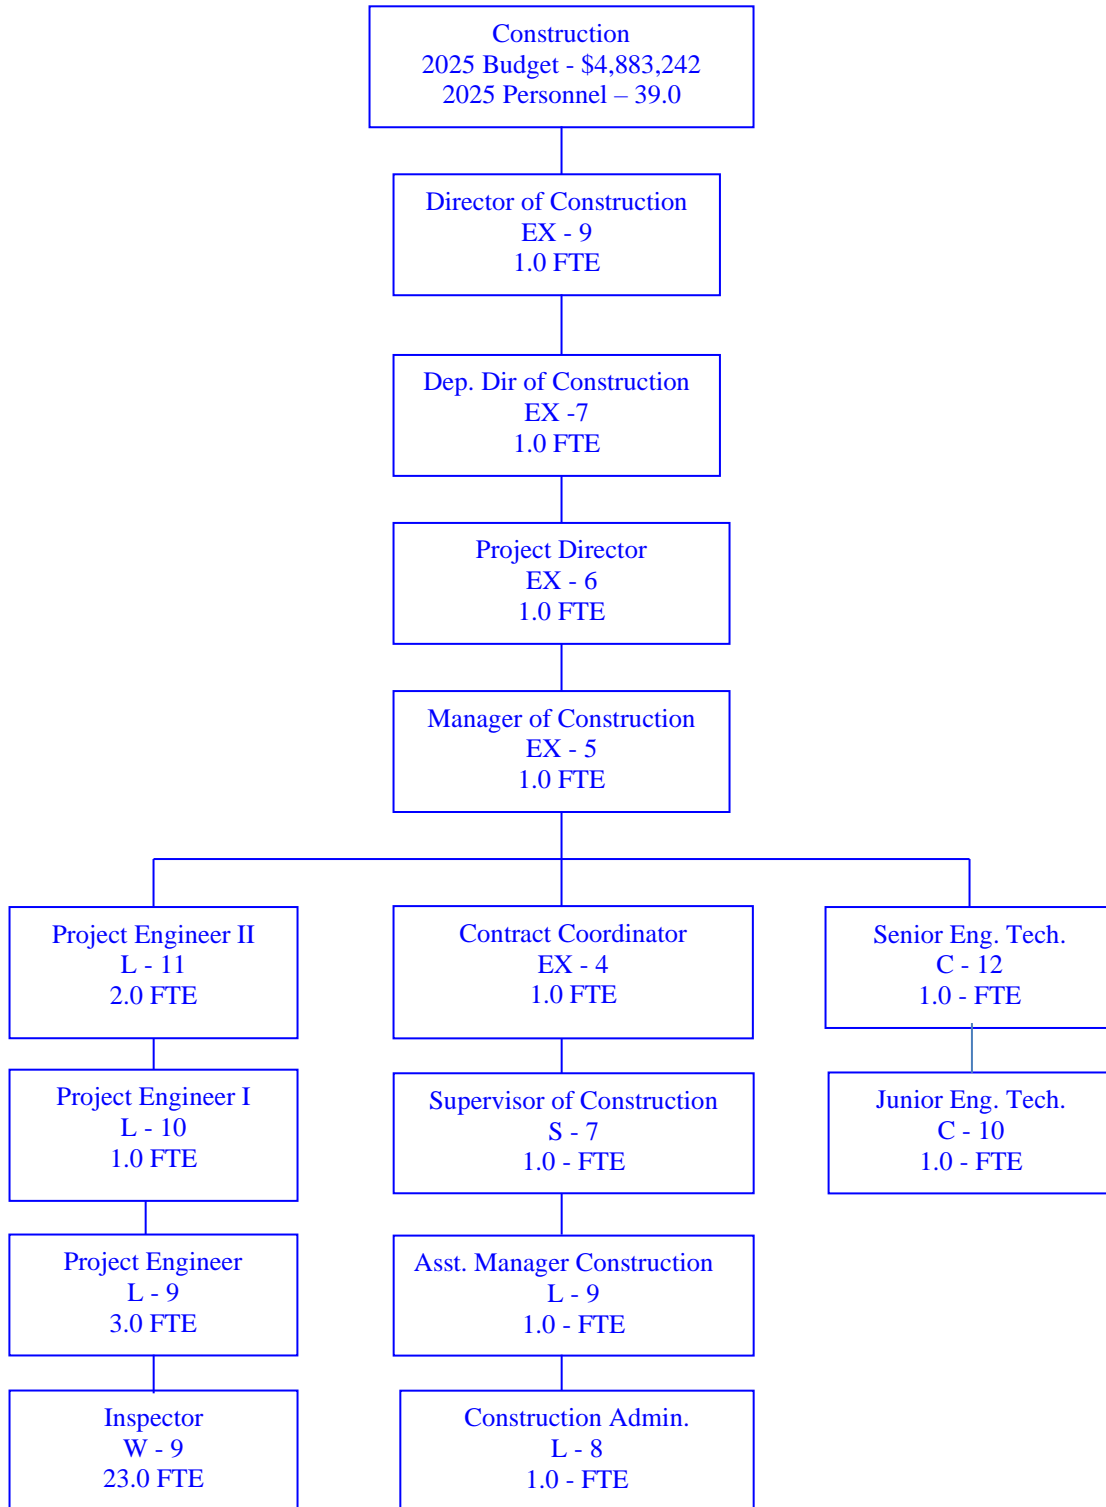 Construction
2025 Budget - $4,883,242
2025 Personnel – 39.0
Director of Construction
EX - 9
1.0 FTE
Dep. Dir of Construction
EX -7
1.0 FTE
Project Director
EX - 6
1.0 FTE
Manager of Construction
EX - 5
1.0 FTE
Project Engineer II
L - 11
2.0 FTE
Project Engineer I
L - 10
1.0 FTE
Project Engineer
L - 9
3.0 FTE
Inspector
W - 9
23.0 FTE
Contract Coordinator
EX - 4
1.0 FTE
Supervisor of Construction
S - 7
1.0 - FTE
Asst. Manager Construction
L - 9
1.0 - FTE
Construction Admin.
L - 8
1.0 - FTE
Senior Eng. Tech.
C - 12
1.0 - FTE
Junior Eng. Tech.
C - 10
1.0 - FTE